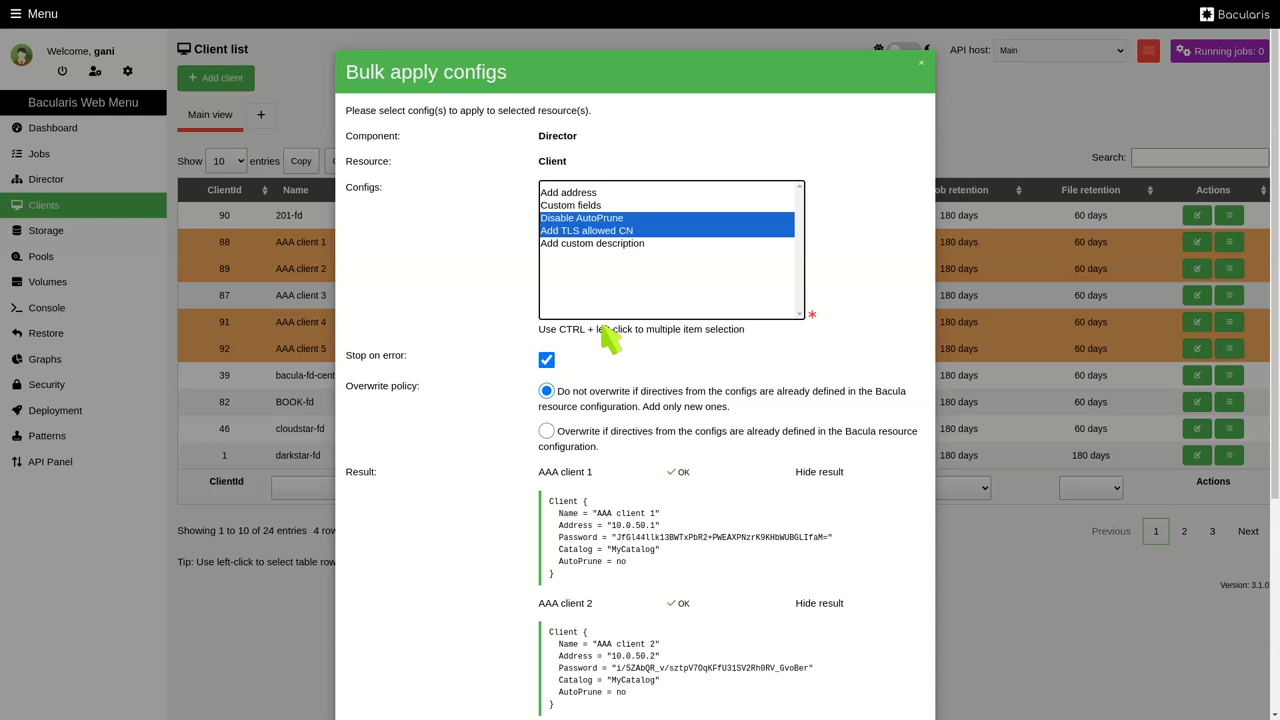 Menu
Bacularis
Welcome, gani
Client list
API host:
Main
Running jobs: 0
Add client
Bacularis Web Menu
Main view
+
Dashboard
Jobs
Director
Clients
Storage
Pools
Volumes
Console
Restore
Graphs
Security
Deployment
Patterns
API Panel
Show 10 entries
Copy
Search:
ClientId Name
ob retention File retention Actions
90 201-fd 180 days 60 days
88 AAA client 1 180 days 60 days
89 AAA client 2 180 days 60 days
87 AAA client 3 180 days 60 days
91 AAA client 4 180 days 60 days
92 AAA client 5 180 days 60 days
39 bacula-fd-cent 180 days 60 days
82 BOOK-fd 180 days 60 days
46 cloudstar-fd 180 days 60 days
1 darkstar-fd 180 days 180 days
ClientId
Actions
Showing 1 to 10 of 24 entries 4 row
Previous 1 2 3 Next
Tip: Use left-click to select table row
Version: 3.1.0
Bulk apply configs
×
Please select config(s) to apply to selected resource(s).
Component: Director
Resource: Client
Configs:
Add address
Custom fields
Disable AutoPrune
Add TLS allowed CN
Add custom description
*
Use CTRL + left-click to multiple item selection
Stop on error:
Overwrite policy:
Do not overwrite if directives from the configs are already defined in the Bacula
resource configuration. Add only new ones.
Overwrite if directives from the configs are already defined in the Bacula resource
configuration.
Result:
AAA client 1 OK Hide result
Client {
Name = "AAA client 1"
Address = "10.0.50.1"
Password = "JfGl44llk13BWTxPbR2+PWEAXPNzrK9KHbWUBGLIfaM="
Catalog = "MyCatalog"
AutoPrune = no
}
AAA client 2 OK Hide result
Client {
Name = "AAA client 2"
Address = "10.0.50.2"
Password = "i/5ZAbQR_v/sztpV7OqKFfU31SV2Rh0RV_GvoBer"
Catalog = "MyCatalog"
AutoPrune = no
}